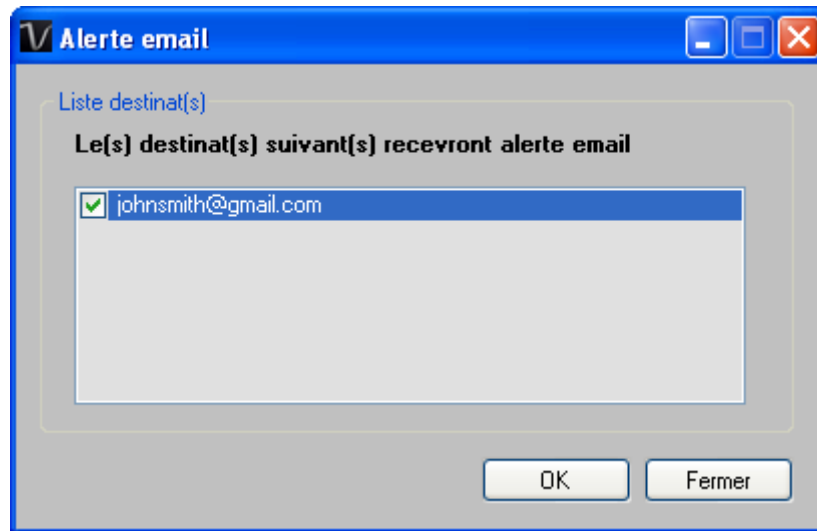 Alerte email
Liste destinat(s)
Le(s) destinat(s) suivant(s) recevront alerte email
johnsmith@gmail.com
OK
Fermer